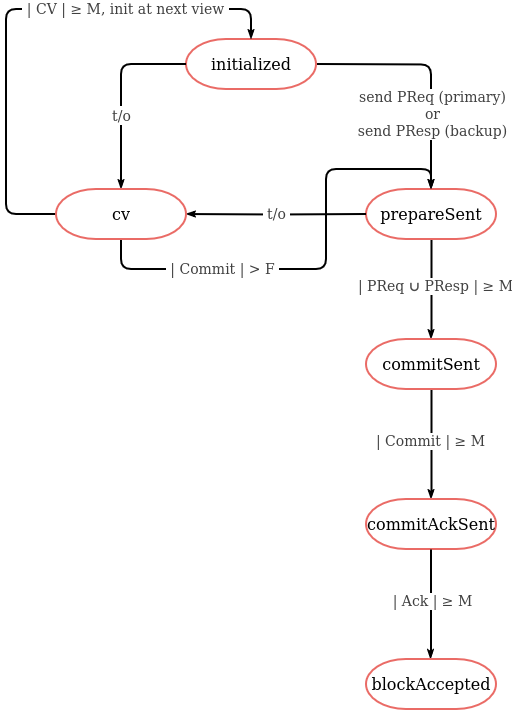 | CV | ≥ M, init at next view
initialized
send PReq (primary)
or
send PResp (backup)
t/o
cv
t/o
prepareSent
| Commit | > F
| PReq ∪ PResp | ≥ M
commitSent
| Commit | ≥ M
commitAckSent
| Ack | ≥ M
blockAccepted